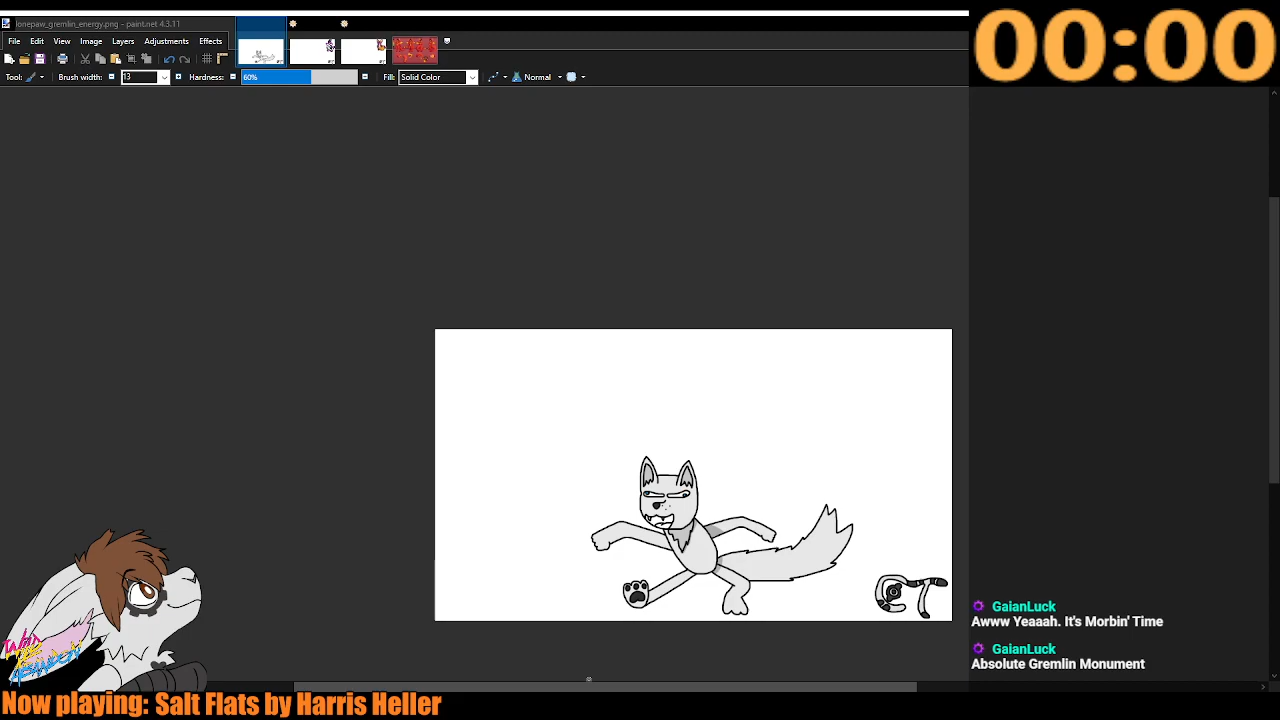 lonepaw_gremlin_energy.png - paint.net 4.3.11
00:00
File Edit View Image Layers Adjustments Effects
Tool: Brush width: 13 Hardness: 60% Fill: Solid Color Normal
GaianLuck
Awww Yeaaah. It's Morbin' Time
GaianLuck
Absolute Gremlin Monument
CT
Now playing: Salt Flats by Harris Heller